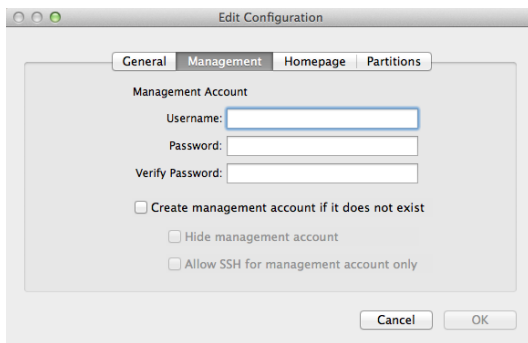 Edit Configuration
General Management Homepage Partitions
Management Account
Username:
Password:
Verify Password:
Create management account if it does not exist
Hide management account
Allow SSH for management account only
Cancel OK